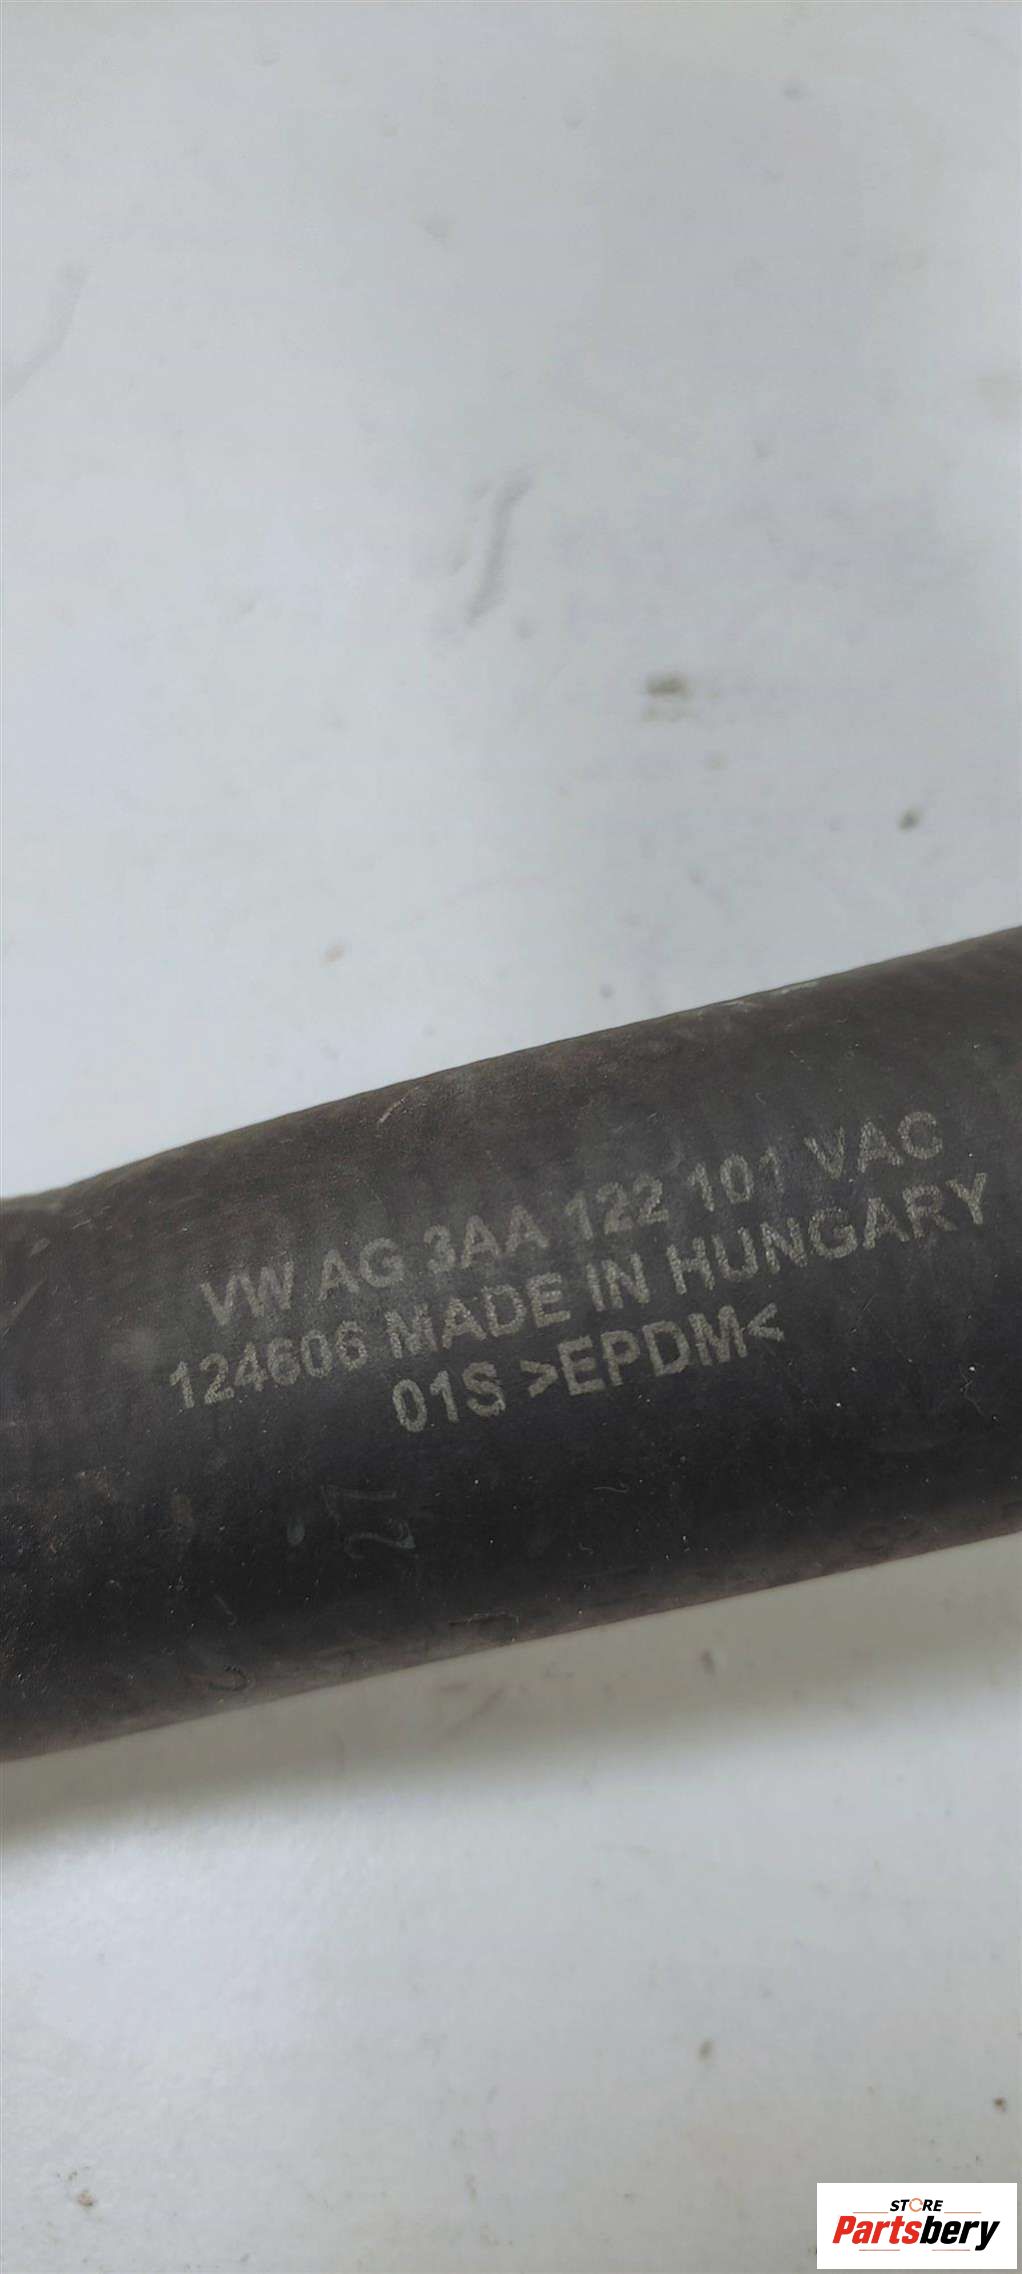 VW AG 3AA 122 101 VAC
124606 MADE IN HUNGARY
01S >EPDM<
STORE
Partsbery